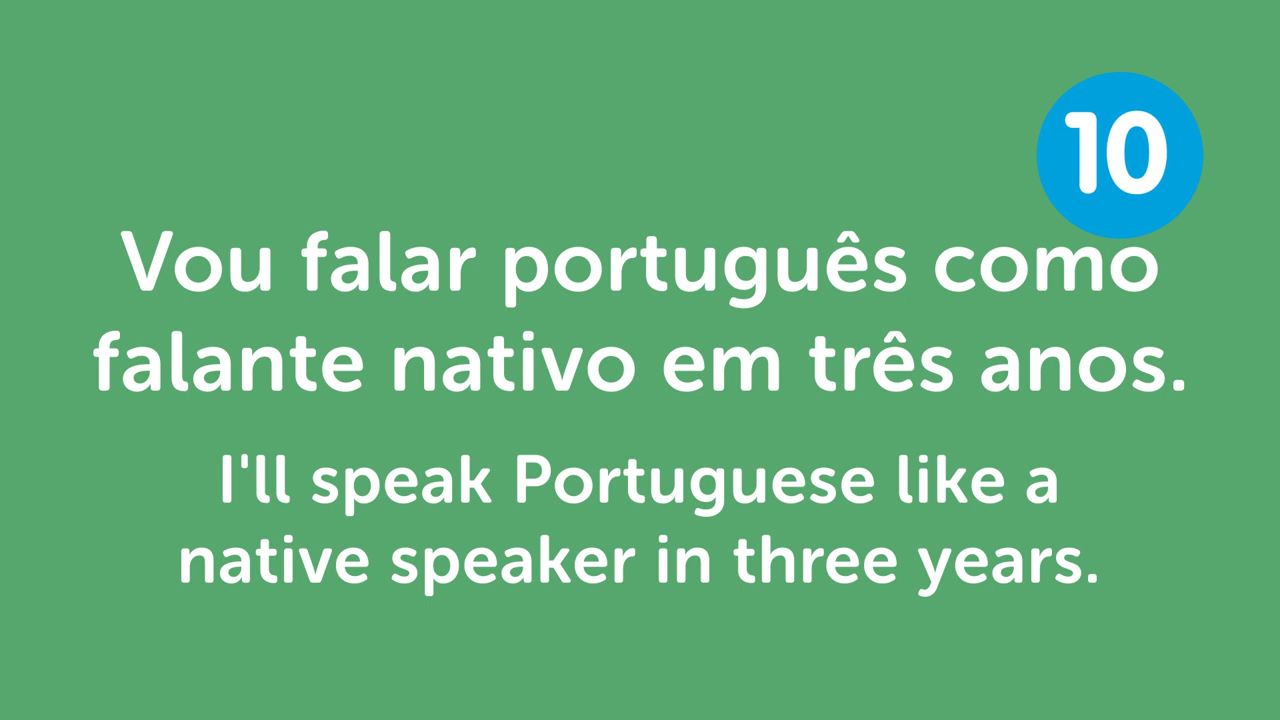 10
Vou falar português como
falante nativo em três anos.
I'll speak Portuguese like a
native speaker in three years.